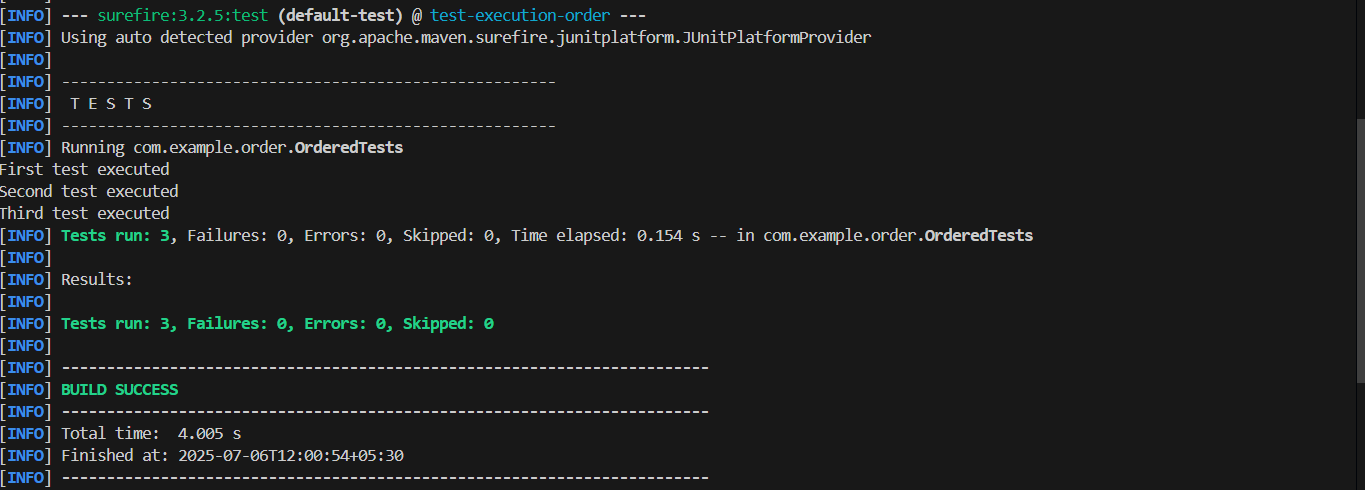 [INFO] --- surefire:3.2.5:test (default-test) @ test-execution-order ---
[INFO] Using auto detected provider org.apache.maven.surefire.junitplatform.JUnitPlatformProvider
[INFO]
[INFO] -------------------------------------------------------
[INFO]  T E S T S
[INFO] -------------------------------------------------------
[INFO] Running com.example.order.OrderedTests
First test executed
Second test executed
Third test executed
[INFO] Tests run: 3, Failures: 0, Errors: 0, Skipped: 0, Time elapsed: 0.154 s -- in com.example.order.OrderedTests
[INFO]
[INFO] Results:
[INFO]
[INFO] Tests run: 3, Failures: 0, Errors: 0, Skipped: 0
[INFO]
[INFO] ------------------------------------------------------------------------
[INFO] BUILD SUCCESS
[INFO] ------------------------------------------------------------------------
[INFO] Total time:  4.005 s
[INFO] Finished at: 2025-07-06T12:00:54+05:30
[INFO] ------------------------------------------------------------------------